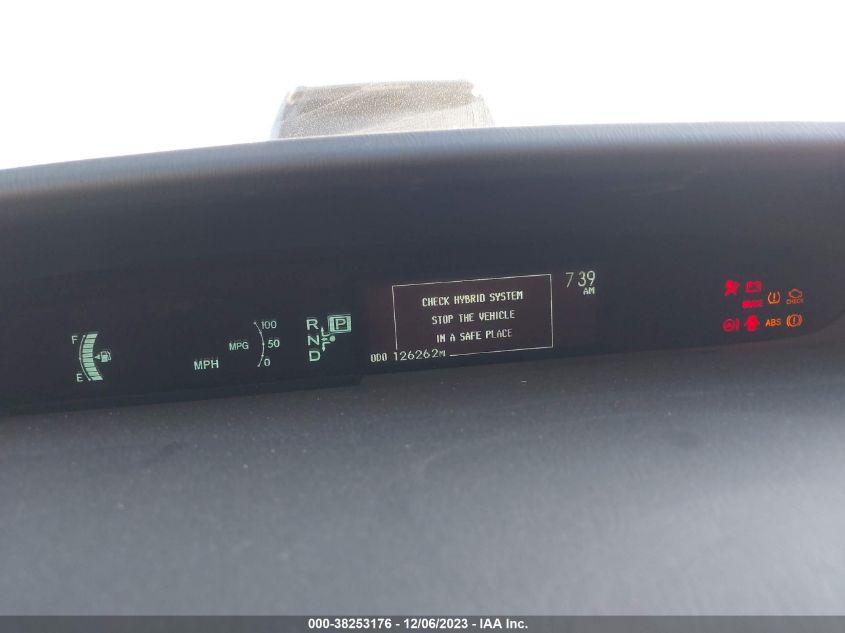 7:39
AM
CHECK HYBRID SYSTEM
STOP THE VEHICLE
IN A SAFE PLACE
ODO 126262M
F
E
MPH
MPG
100
50
0
R
N
D
P
CHECK
ABS
000-38253176 - 12/06/2023 - IAA Inc.